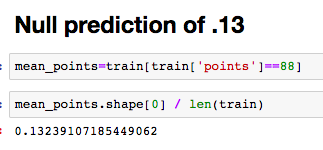 Null prediction of .13
mean_points=train[train['points']==88]
mean_points.shape[0] / len(train)
0.13239107185449062